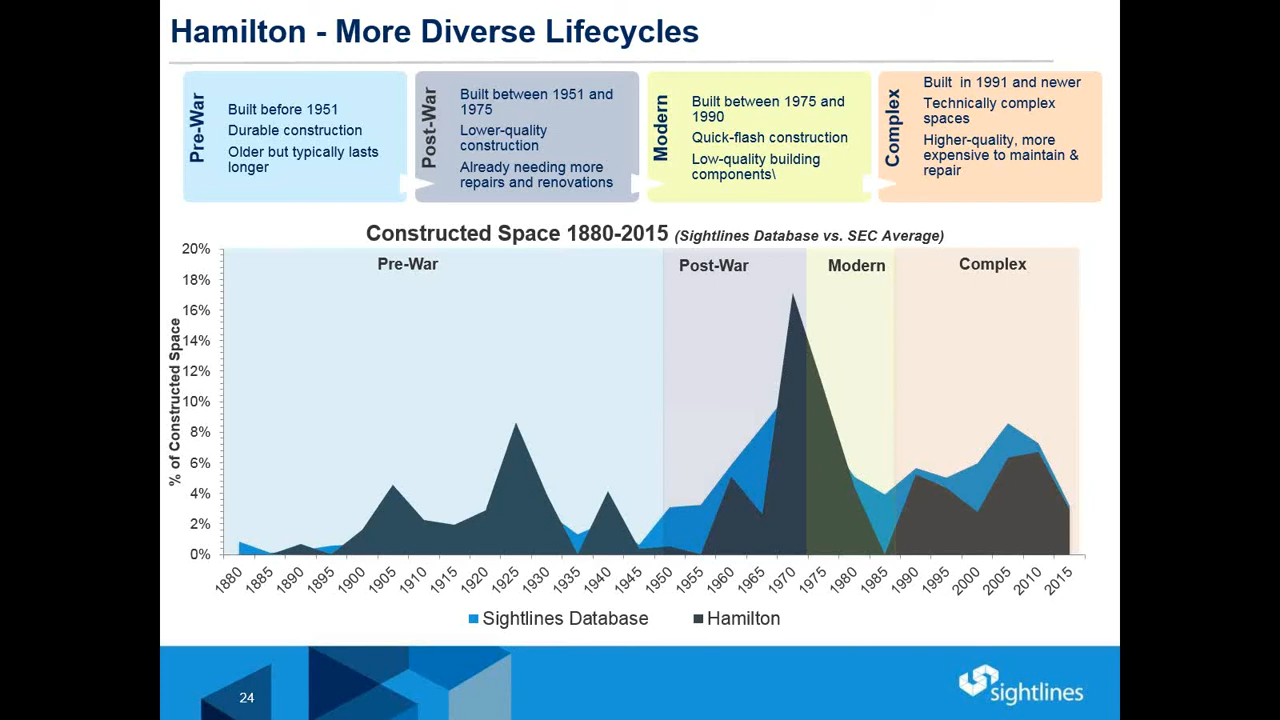 Hamilton - More Diverse Lifecycles
Pre-War
Built before 1951
Durable construction
Older but typically lasts
longer
Post-War
Built between 1951 and
1975
Lower-quality
construction
Already needing more
repairs and renovations
Modern
Built between 1975 and
1990
Quick-flash construction
Low-quality building
components\
Complex
Built in 1991 and newer
Technically complex
spaces
Higher-quality, more
expensive to maintain &
repair
Constructed Space 1880-2015 (Sightlines Database vs. SEC Average)
Pre-War
Post-War
Modern
Complex
% of Constructed Space
20%
18%
16%
14%
12%
10%
8%
6%
4%
2%
0%
1880
1885
1890
1895
1900
1905
1910
1915
1920
1925
1930
1935
1940
1945
1950
1955
1960
1965
1970
1975
1980
1985
1990
1995
2000
2005
2010
2015
Sightlines Database
Hamilton
24
sightlines